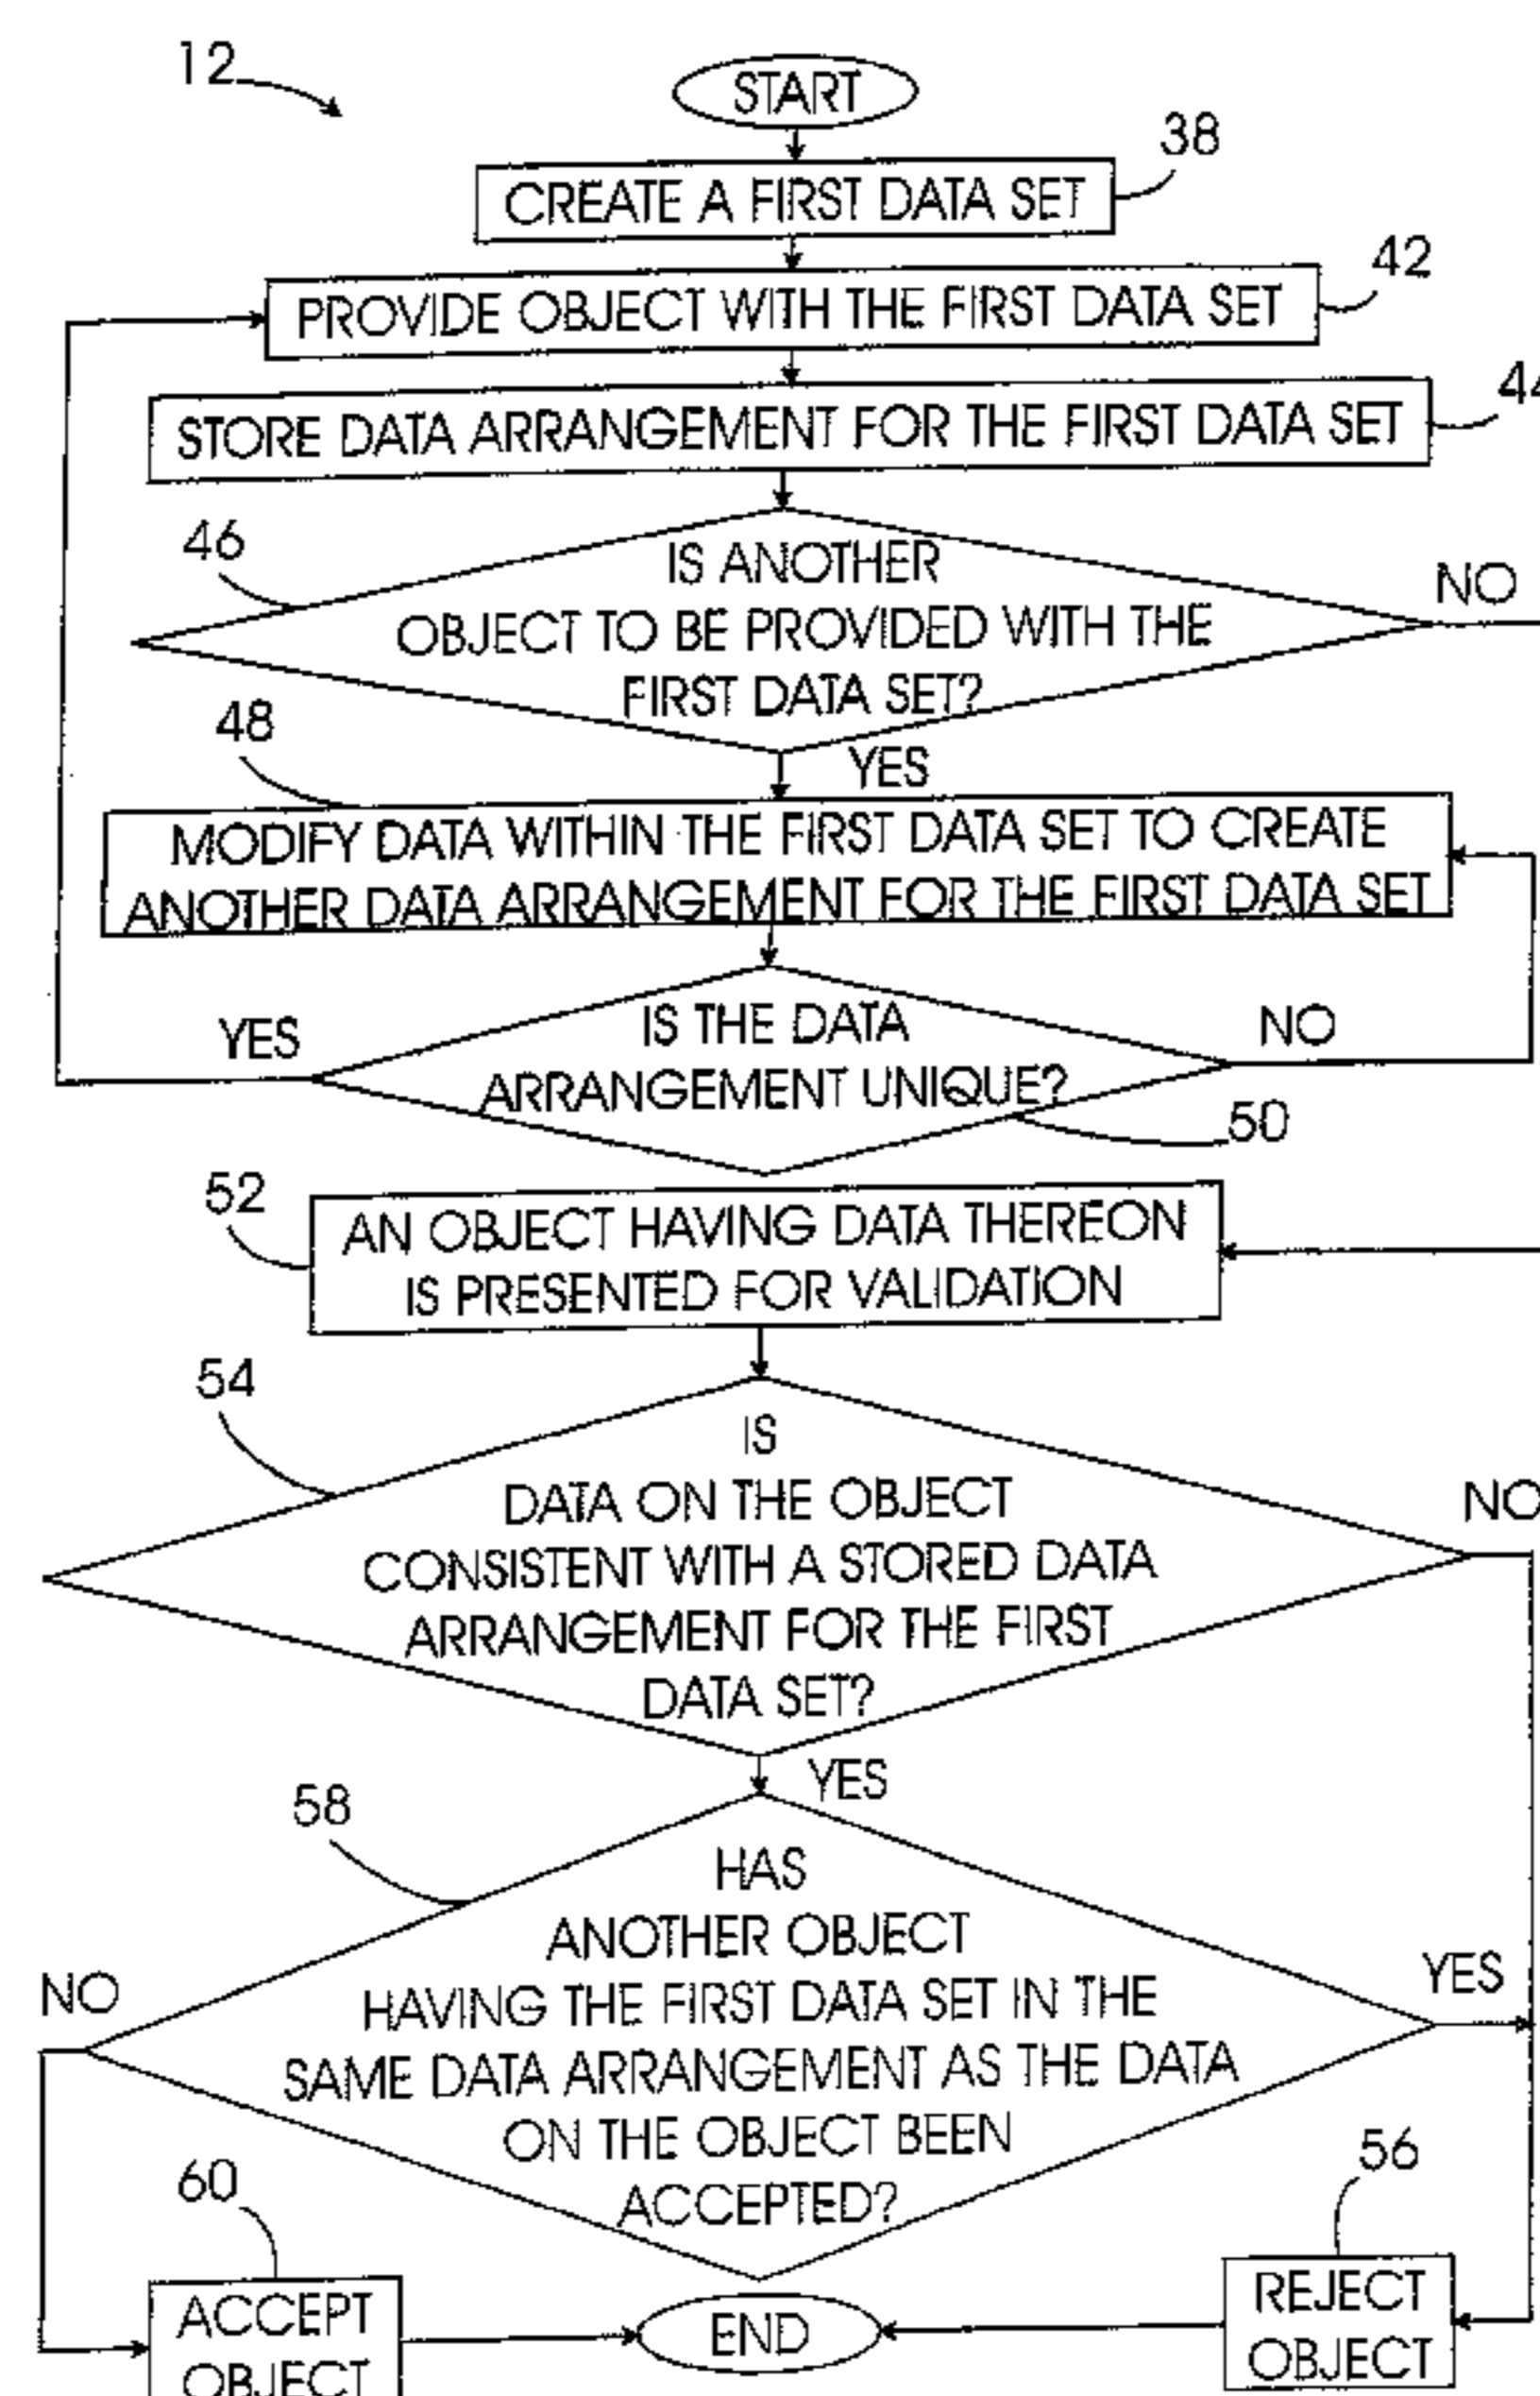 12
START
38
CREATE A FIRST DATA SET
42
PROVIDE OBJECT WITH THE FIRST DATA SET
44
STORE DATA ARRANGEMENT FOR THE FIRST DATA SET
46
IS ANOTHER
OBJECT TO BE PROVIDED WITH THE
FIRST DATA SET?
NO
YES
48
MODIFY DATA WITHIN THE FIRST DATA SET TO CREATE
ANOTHER DATA ARRANGEMENT FOR THE FIRST DATA SET
YES
IS THE DATA
ARRANGEMENT UNIQUE?
NO
50
52
AN OBJECT HAVING DATA THEREON
IS PRESENTED FOR VALIDATION
54
IS
DATA ON THE OBJECT
CONSISTENT WITH A STORED DATA
ARRANGEMENT FOR THE FIRST
DATA SET?
NO
YES
58
HAS
ANOTHER OBJECT
HAVING THE FIRST DATA SET IN THE
SAME DATA ARRANGEMENT AS THE DATA
ON THE OBJECT BEEN
ACCEPTED?
NO
YES
60
ACCEPT
OBJECT
END
56
REJECT
OBJECT